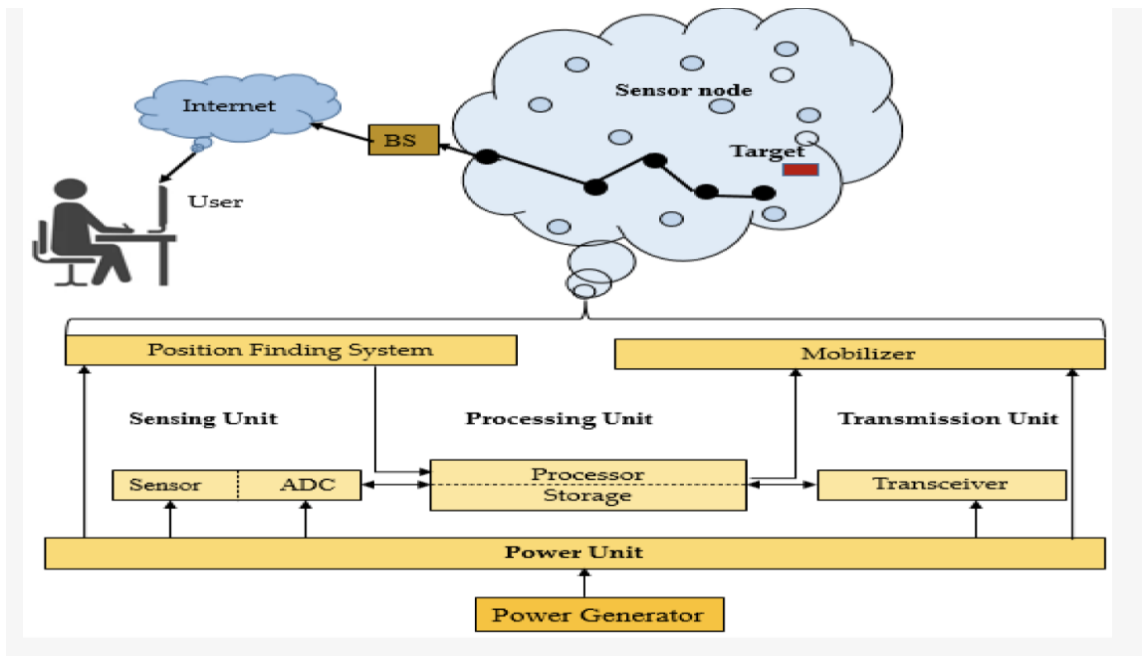 Sensor node
Internet
BS
Target
User
Position Finding System
Mobilizer
Sensing Unit
Processing Unit
Transmission Unit
Sensor
ADC
Processor
Storage
Transceiver
Power Unit
Power Generator